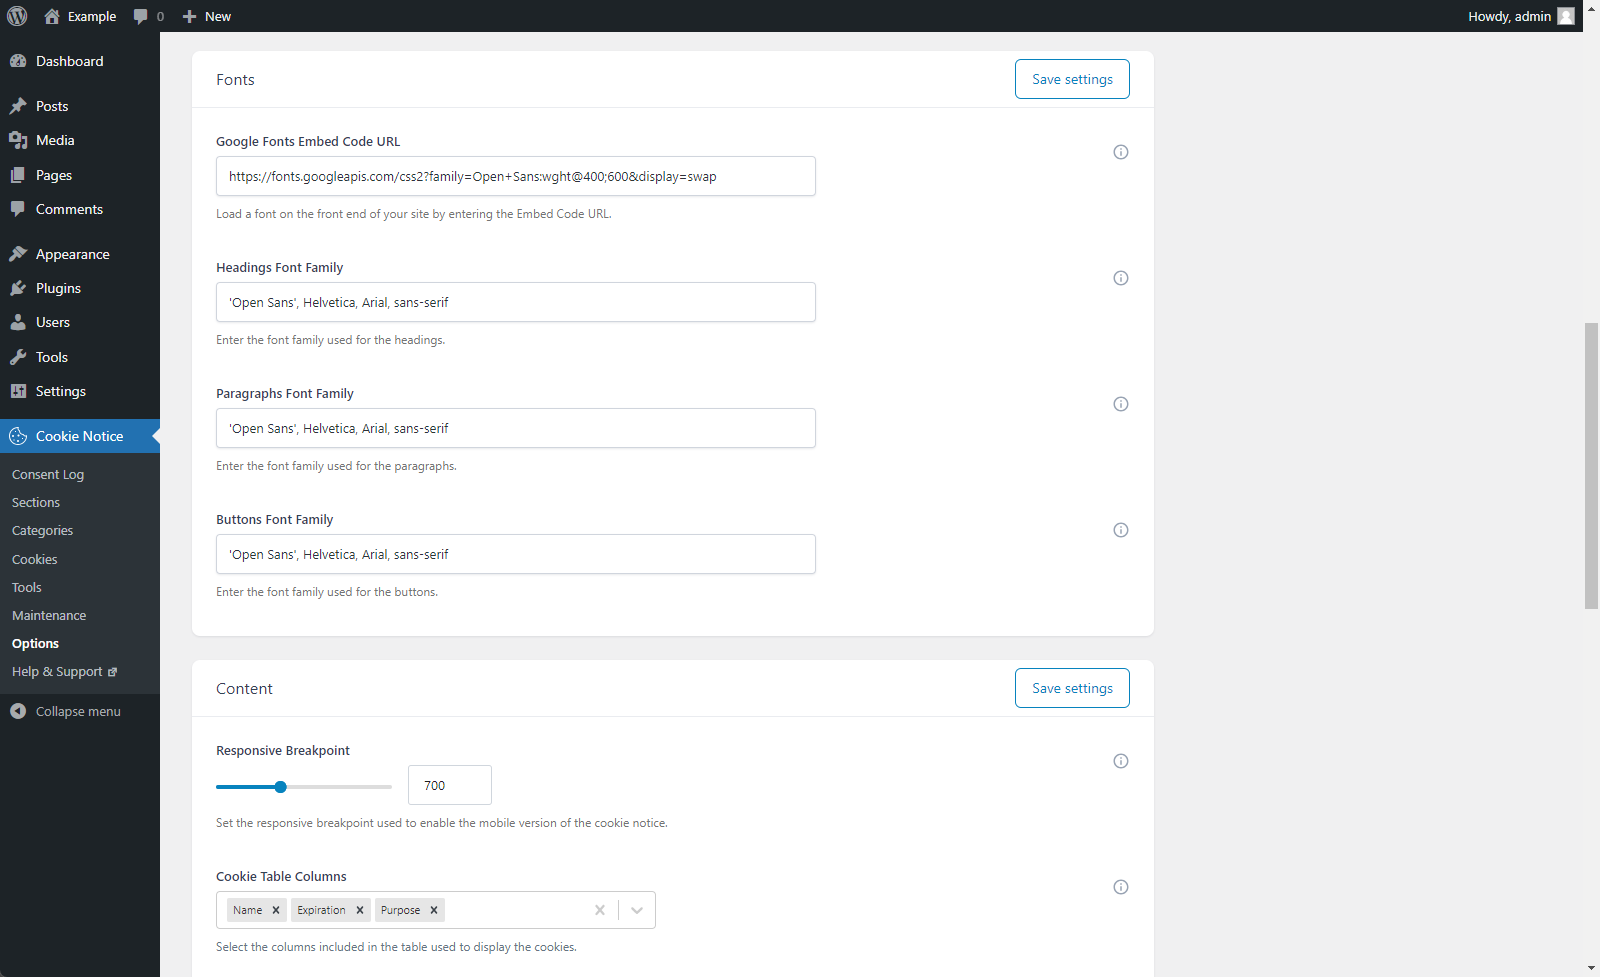 Example
0
New
Howdy, admin
Dashboard
Posts
Media
Pages
Comments
Appearance
Plugins
Users
Tools
Settings
Cookie Notice
Consent Log
Sections
Categories
Cookies
Tools
Maintenance
Options
Help & Support
Collapse menu
Fonts
Save settings
Google Fonts Embed Code URL
https://fonts.googleapis.com/css2?family=Open+Sans:wght@400;600&display=swap
Load a font on the front end of your site by entering the Embed Code URL.
Headings Font Family
'Open Sans', Helvetica, Arial, sans-serif
Enter the font family used for the headings.
Paragraphs Font Family
'Open Sans', Helvetica, Arial, sans-serif
Enter the font family used for the paragraphs.
Buttons Font Family
'Open Sans', Helvetica, Arial, sans-serif
Enter the font family used for the buttons.
Content
Save settings
Responsive Breakpoint
700
Set the responsive breakpoint used to enable the mobile version of the cookie notice.
Cookie Table Columns
Name
Expiration
Purpose
Select the columns included in the table used to display the cookies.